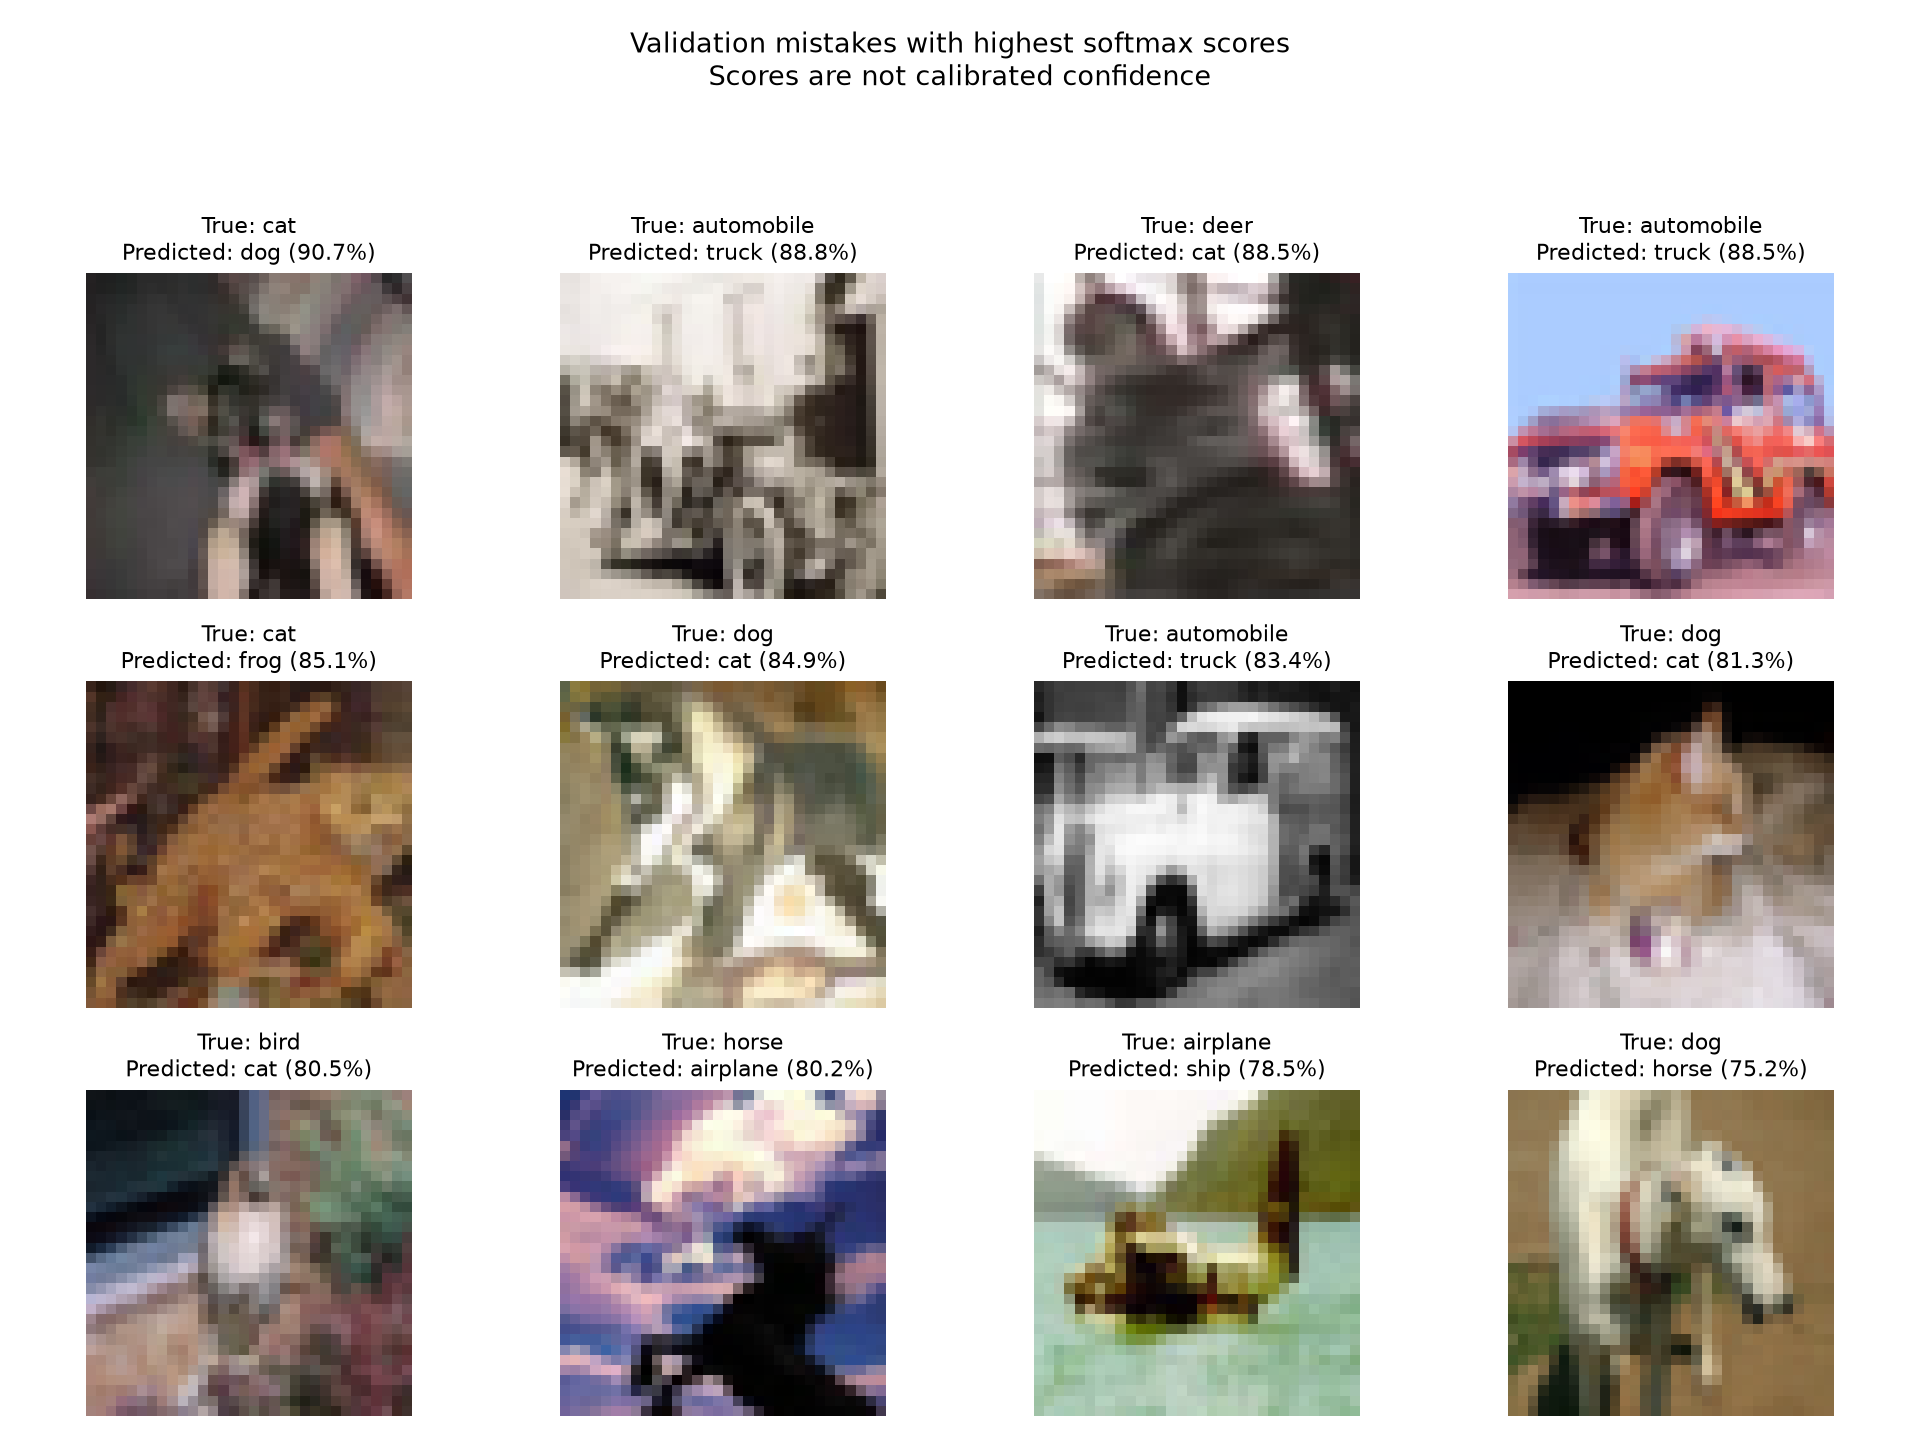 Validation mistakes with highest softmax scores
Scores are not calibrated confidence
True: cat
Predicted: dog (90.7%)
True: automobile
Predicted: truck (88.8%)
True: deer
Predicted: cat (88.5%)
True: automobile
Predicted: truck (88.5%)
True: cat
Predicted: frog (85.1%)
True: dog
Predicted: cat (84.9%)
True: automobile
Predicted: truck (83.4%)
True: dog
Predicted: cat (81.3%)
True: bird
Predicted: cat (80.5%)
True: horse
Predicted: airplane (80.2%)
True: airplane
Predicted: ship (78.5%)
True: dog
Predicted: horse (75.2%)